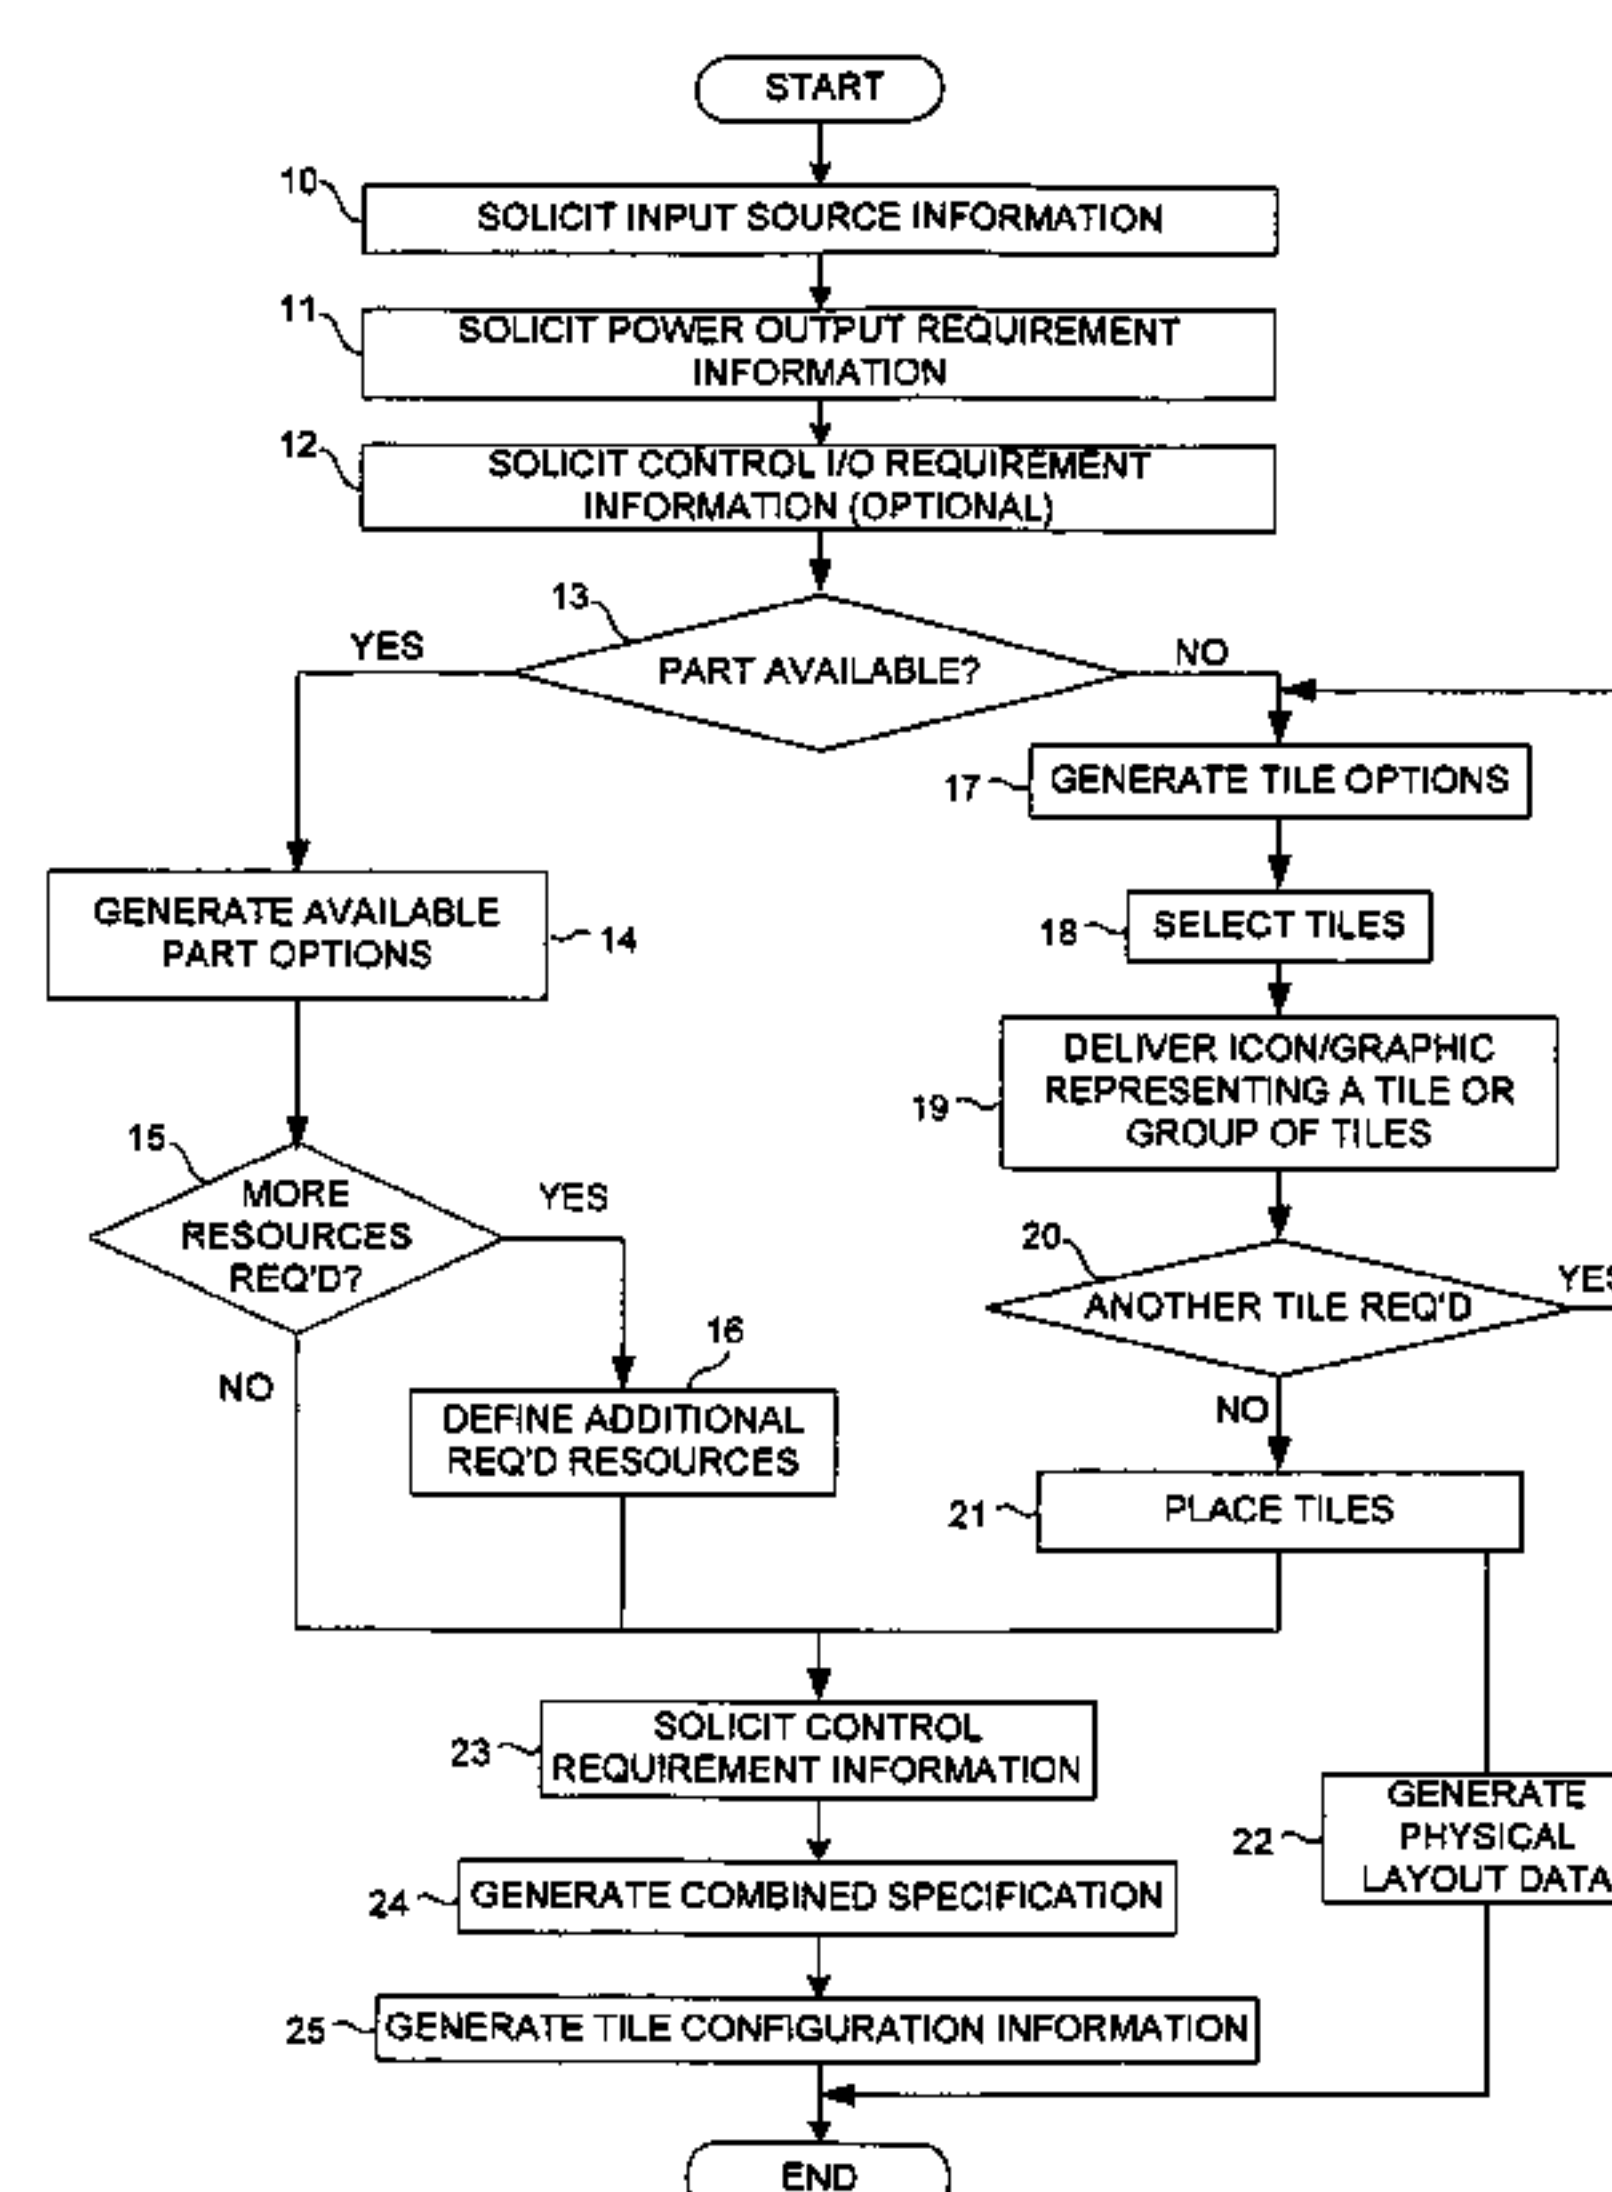 START
10
SOLICIT INPUT SOURCE INFORMATION
11
SOLICIT POWER OUTPUT REQUIREMENT
INFORMATION
12
SOLICIT CONTROL I/O REQUIREMENT
INFORMATION (OPTIONAL)
13
YES
PART AVAILABLE?
NO
17
GENERATE TILE OPTIONS
GENERATE AVAILABLE
PART OPTIONS
14
18
SELECT TILES
DELIVER ICON/GRAPHIC
REPRESENTING A TILE OR
GROUP OF TILES
19
15
MORE
RESOURCES
REQ'D?
YES
20
ANOTHER TILE REQ'D
YES
16
NO
DEFINE ADDITIONAL
REQ'D RESOURCES
NO
21
PLACE TILES
23
SOLICIT CONTROL
REQUIREMENT INFORMATION
22
GENERATE
PHYSICAL
LAYOUT DATA
24
GENERATE COMBINED SPECIFICATION
25
GENERATE TILE CONFIGURATION INFORMATION
END